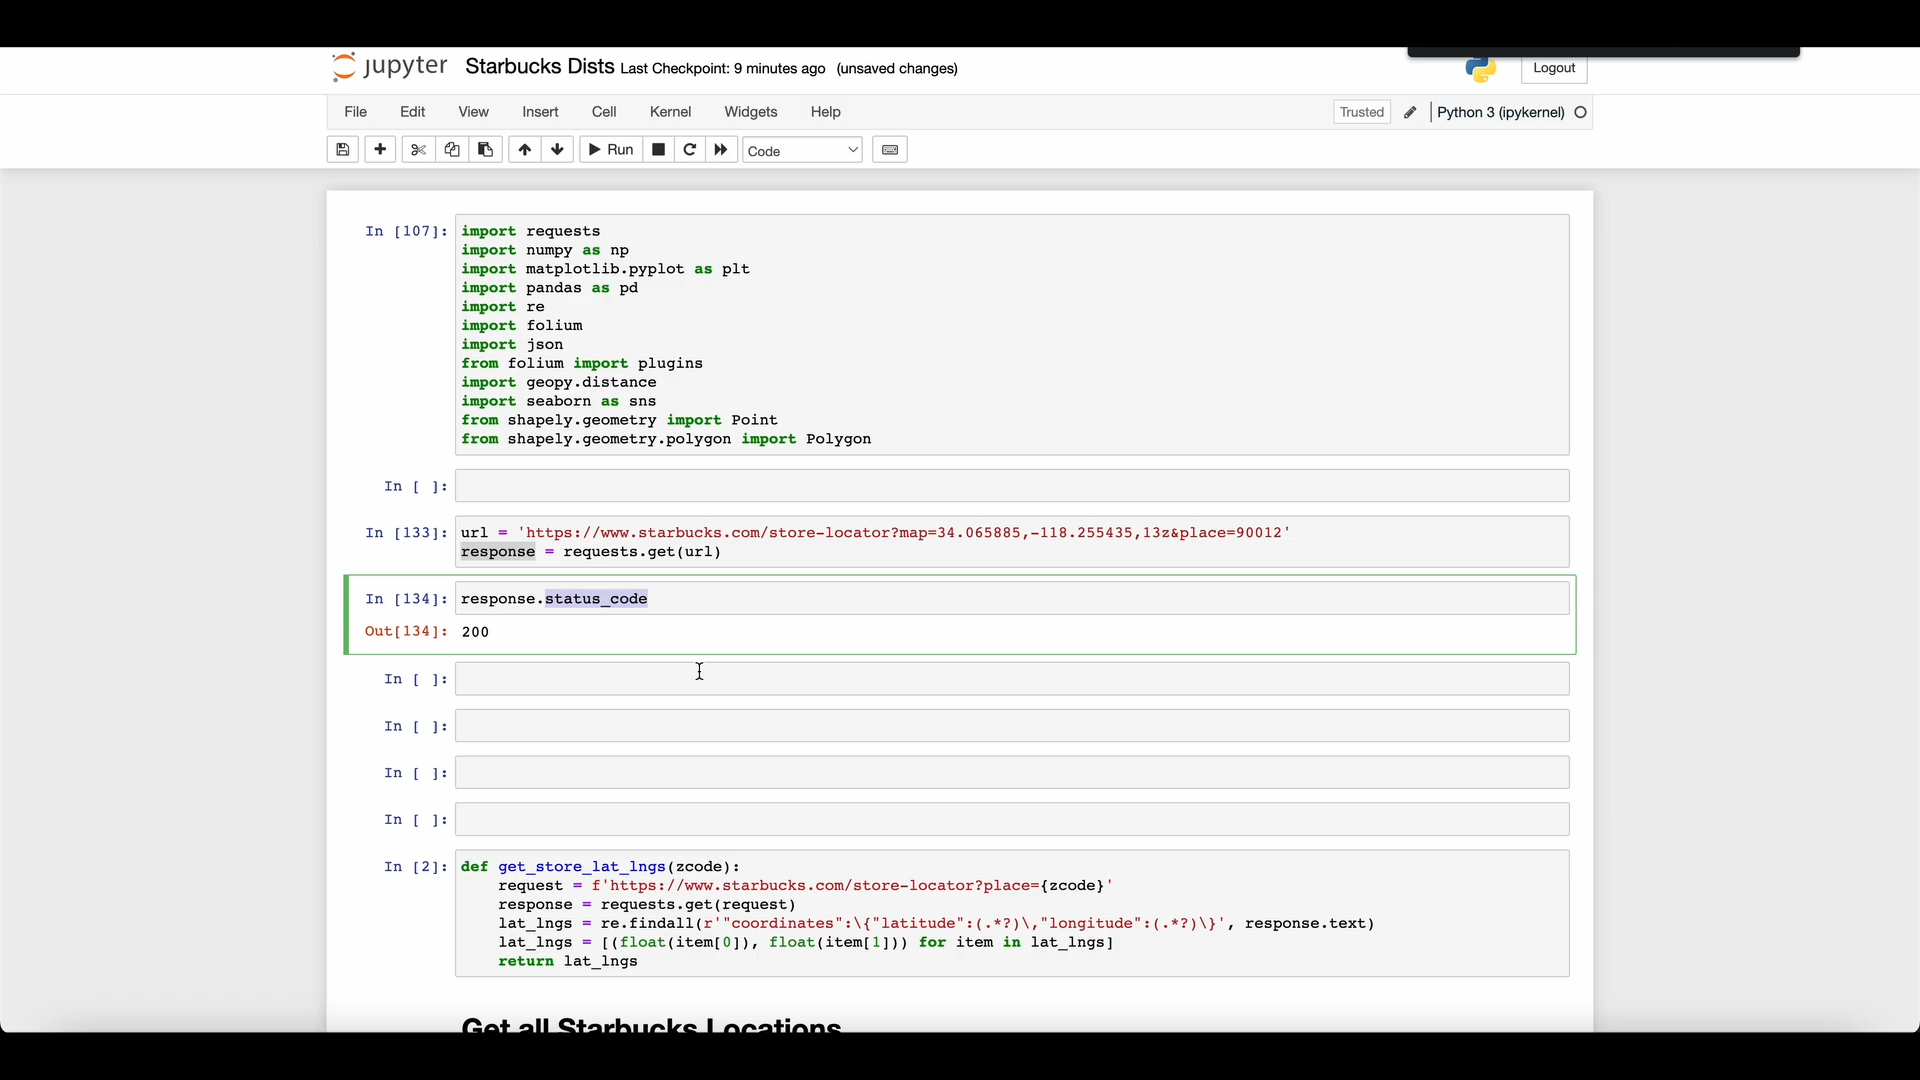 jupyter Starbucks Dists Last Checkpoint: 9 minutes ago (unsaved changes)
Logout
File Edit View Insert Cell Kernel Widgets Help
Trusted Python 3 (ipykernel)
Run Code
In [107]: import requests
import numpy as np
import matplotlib.pyplot as plt
import pandas as pd
import re
import folium
import json
from folium import plugins
import geopy.distance
import seaborn as sns
from shapely.geometry import Point
from shapely.geometry.polygon import Polygon
In [ ]:
In [133]: url = 'https://www.starbucks.com/store-locator?map=34.065885,-118.255435,13z&place=90012'
response = requests.get(url)
In [134]: response.status_code
Out[134]: 200
In [ ]:
In [ ]:
In [ ]:
In [ ]:
In [2]: def get_store_lat_lngs(zcode):
request = f'https://www.starbucks.com/store-locator?place={zcode}'
response = requests.get(request)
lat_lngs = re.findall(r'"coordinates":\{"latitude":(.*?)\,"longitude":(.*?)\}', response.text)
lat_lngs = [(float(item[0]), float(item[1])) for item in lat_lngs]
return lat_lngs
Get all Starbucks Locations